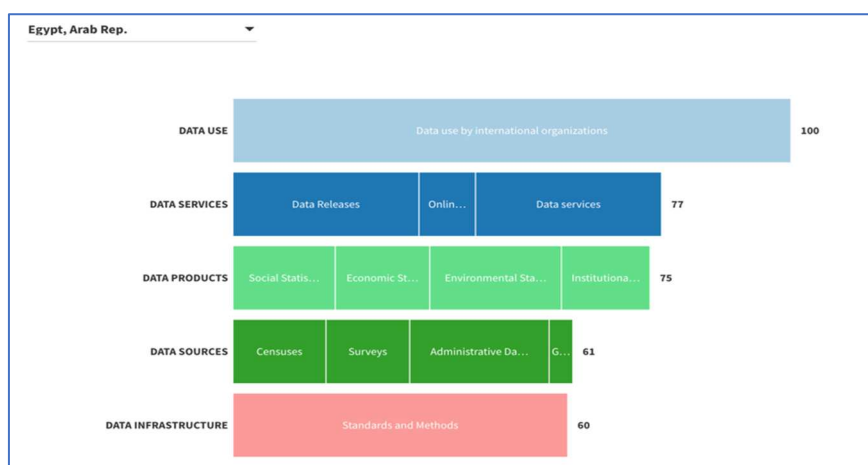 Egypt, Arab Rep.
DATA USE Data use by international organizations 100
DATA SERVICES Data Releases Onlin... Data services 77
DATA PRODUCTS Social Statis... Economic St... Environmental Sta... Instituciona... 75
DATA SOURCES Censuses Surveys Administrative Da... G... 61
DATA INFRASTRUCTURE Standards and Methods 60